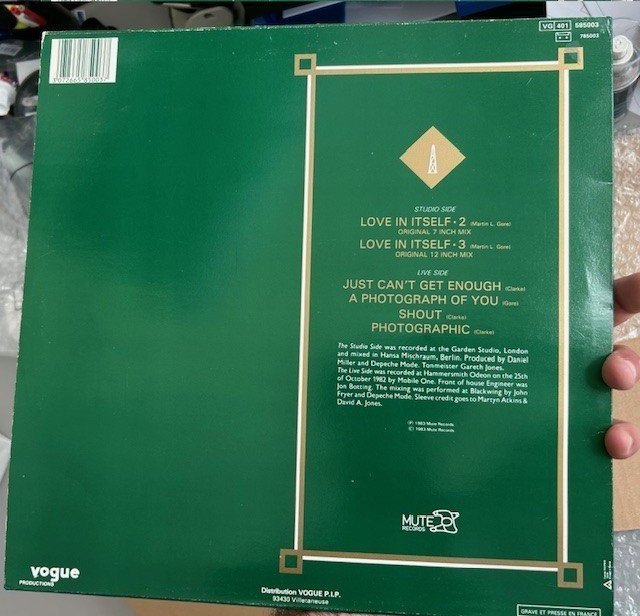 VG 401 585003
785003
3 072665 850037
STUDIO SIDE
LOVE IN ITSELF · 2 (Martin L. Gore)
ORIGINAL 7 INCH MIX
LOVE IN ITSELF · 3 (Martin L. Gore)
ORIGINAL 12 INCH MIX
LIVE SIDE
JUST CAN'T GET ENOUGH (Clarke)
A PHOTOGRAPH OF YOU (Gore)
SHOUT (Clarke)
PHOTOGRAPHIC (Clarke)
The Studio Side was recorded at the Garden Studio, London
and mixed in Hansa Mischraum, Berlin. Produced by Daniel
Miller and Depeche Mode. Tonmeister Gareth Jones.
The Live Side was recorded at Hammersmith Odeon on the 25th
of October 1982 by Mobile One. Front of house Engineer was
Jon Botting. The mixing was performed at Blackwing by John
Fryer and Depeche Mode. Sleeve credit goes to Martyn Atkins &
David A. Jones.
℗ 1983 Mute Records
© 1983 Mute Records
MUTE
RECORDS
vogue
PRODUCTIONS
Distribution VOGUE P.I.P.
93430 Villetaneuse
GRAVE ET PRESSE EN FRANCE